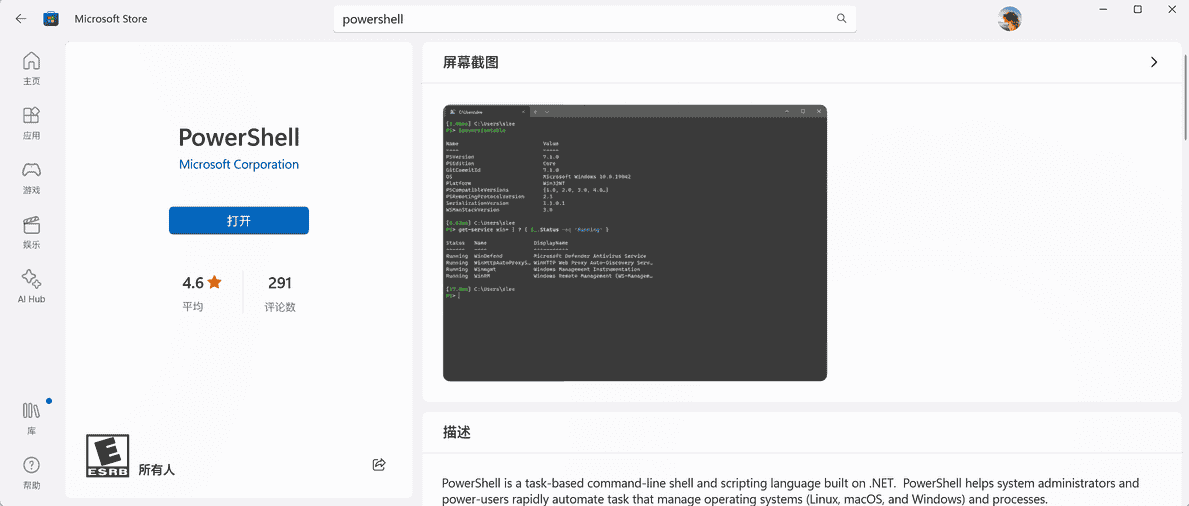 Microsoft Store
powershell
主页
应用
游戏
娱乐
AI Hub
库
帮助
PowerShell
Microsoft Corporation
打开
4.6
平均
291
评论数
E
ESRB
所有人
屏幕截图
C:\Users\slee
PS> $psversiontable
Name Value
PSVersion 7.1.0
PSEdition Core
GitCommitId 7.1.0
OS Microsoft Windows 10.0.19042
Platform Win32NT
PSCompatibleVersions {1.0, 2.0, 3.0, 4.0…}
PSRemotingProtocolVersion 2.3
SerializationVersion 1.1.0.1
WSManStackVersion 3.0
PS> get-service win* | ? { $_.Status -eq 'Running' }
Status Name DisplayName
Running WinDefend Microsoft Defender Antivirus Service
Running WinHttpAutoProxyS… WinHTTP Web Proxy Auto-Discovery Serv…
Running Winmgmt Windows Management Instrumentation
Running WinRM Windows Remote Management (WS-Managem…
PS>
描述
PowerShell is a task-based command-line shell and scripting language built on .NET. PowerShell helps system administrators and
power-users rapidly automate task that manage operating systems (Linux, macOS, and Windows) and processes.